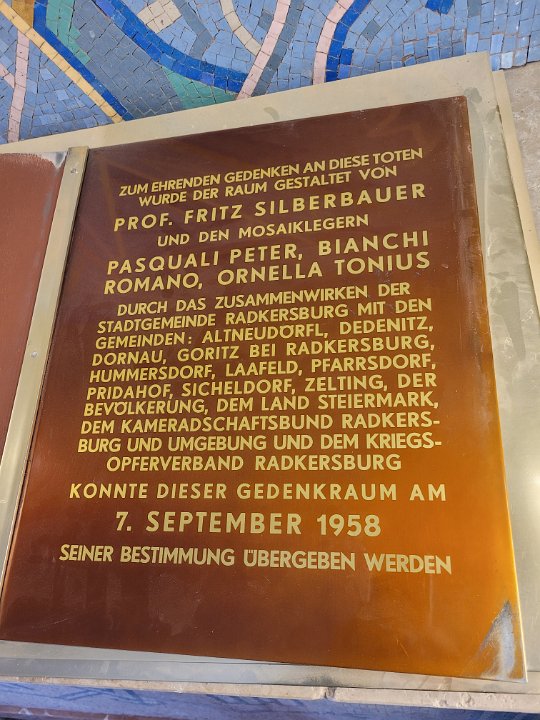 ZUM EHRENDEN GEDENKEN AN DIESE TOTEN
WURDE DER RAUM GESTALTET VON
PROF. FRITZ SILBERBAUER
UND DEN MOSAIKLEGERN
PASQUALI PETER, BIANCHI
ROMANO, ORNELLA TONIUS
DURCH DAS ZUSAMMENWIRKEN DER
STADTGEMEINDE RADKERSBURG MIT DEN
GEMEINDEN: ALTNEUDÖRFL, DEDENITZ,
DORNAU, GORITZ BEI RADKERSBURG,
HUMMERSDORF, LAAFELD, PFARRSDORF,
PRIDAHOF, SICHELDORF, ZELTING, DER
BEVÖLKERUNG, DEM LAND STEIERMARK,
DEM KAMERADSCHAFTSBUND RADKERS-
BURG UND UMGEBUNG UND DEM KRIEGS-
OPFERVERBAND RADKERSBURG
KONNTE DIESER GEDENKRAUM AM
7. SEPTEMBER 1958
SEINER BESTIMMUNG ÜBERGEBEN WERDEN